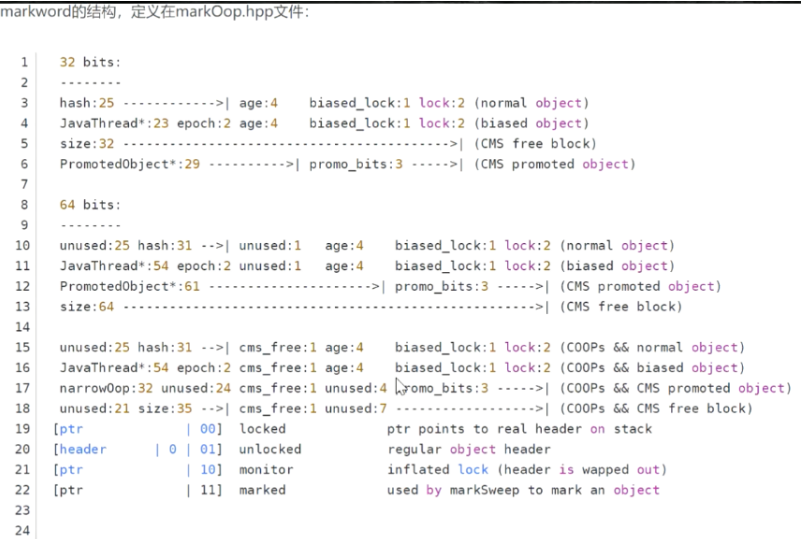 markword的结构，定义在markOop.hpp文件：
1 32 bits:
2 --------
3 hash:25 ------------>| age:4 biased_lock:1 lock:2 (normal object)
4 JavaThread*:23 epoch:2 age:4 biased_lock:1 lock:2 (biased object)
5 size:32 ------------------------------------------>| (CMS free block)
6 PromotedObject*:29 ---------->| promo_bits:3 ----->| (CMS promoted object)
7
8 64 bits:
9 --------
10 unused:25 hash:31 -->| unused:1 age:4 biased_lock:1 lock:2 (normal object)
11 JavaThread*:54 epoch:2 unused:1 age:4 biased_lock:1 lock:2 (biased object)
12 PromotedObject*:61 --------------------->| promo_bits:3 ----->| (CMS promoted object)
13 size:64 ----------------------------------------------------->| (CMS free block)
14
15 unused:25 hash:31 -->| cms_free:1 age:4 biased_lock:1 lock:2 (COOPs && normal object)
16 JavaThread*:54 epoch:2 cms_free:1 age:4 biased_lock:1 lock:2 (COOPs && biased object)
17 narrowOop:32 unused:24 cms_free:1 unused:4 promo_bits:3 ----->| (COOPs && CMS promoted object)
18 unused:21 size:35 -->| cms_free:1 unused:7 ------------------>| (COOPs && CMS free block)
19 [ptr | 00] locked ptr points to real header on stack
20 [header | 0 | 01] unlocked regular object header
21 [ptr | 10] monitor inflated lock (header is wapped out)
22 [ptr | 11] marked used by markSweep to mark an object
23
24